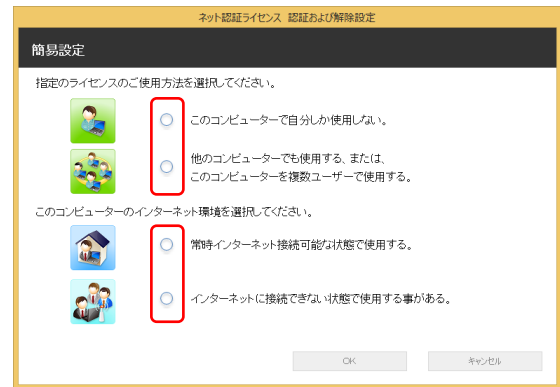 ネット認証ライセンス 認証および解除設定
簡易設定
指定のライセンスのご使用方法を選択してください。
このコンピューターで自分しか使用しない。
他のコンピューターでも使用する、または、
このコンピューターを複数ユーザーで使用する。
このコンピューターのインターネット環境を選択してください。
常時インターネット接続可能な状態で使用する。
インターネットに接続できない状態で使用する事がある。
OK
キャンセル